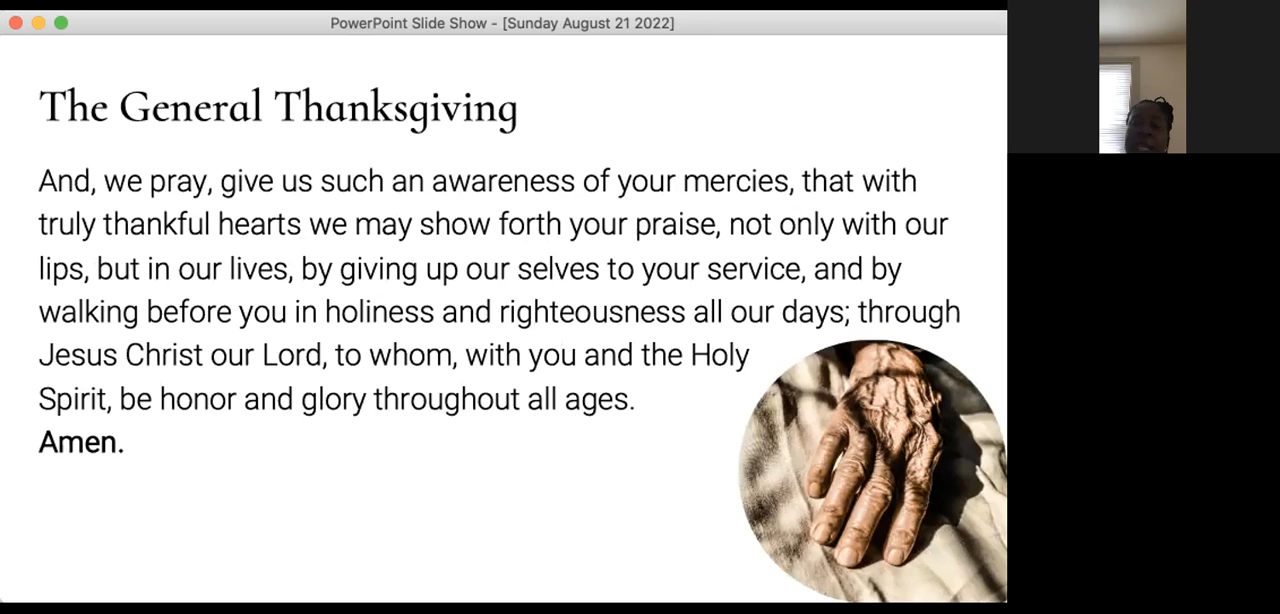 PowerPoint Slide Show - [Sunday August 21 2022]
The General Thanksgiving
And, we pray, give us such an awareness of your mercies, that with
truly thankful hearts we may show forth your praise, not only with our
lips, but in our lives, by giving up our selves to your service, and by
walking before you in holiness and righteousness all our days; through
Jesus Christ our Lord, to whom, with you and the Holy
Spirit, be honor and glory throughout all ages.
Amen.